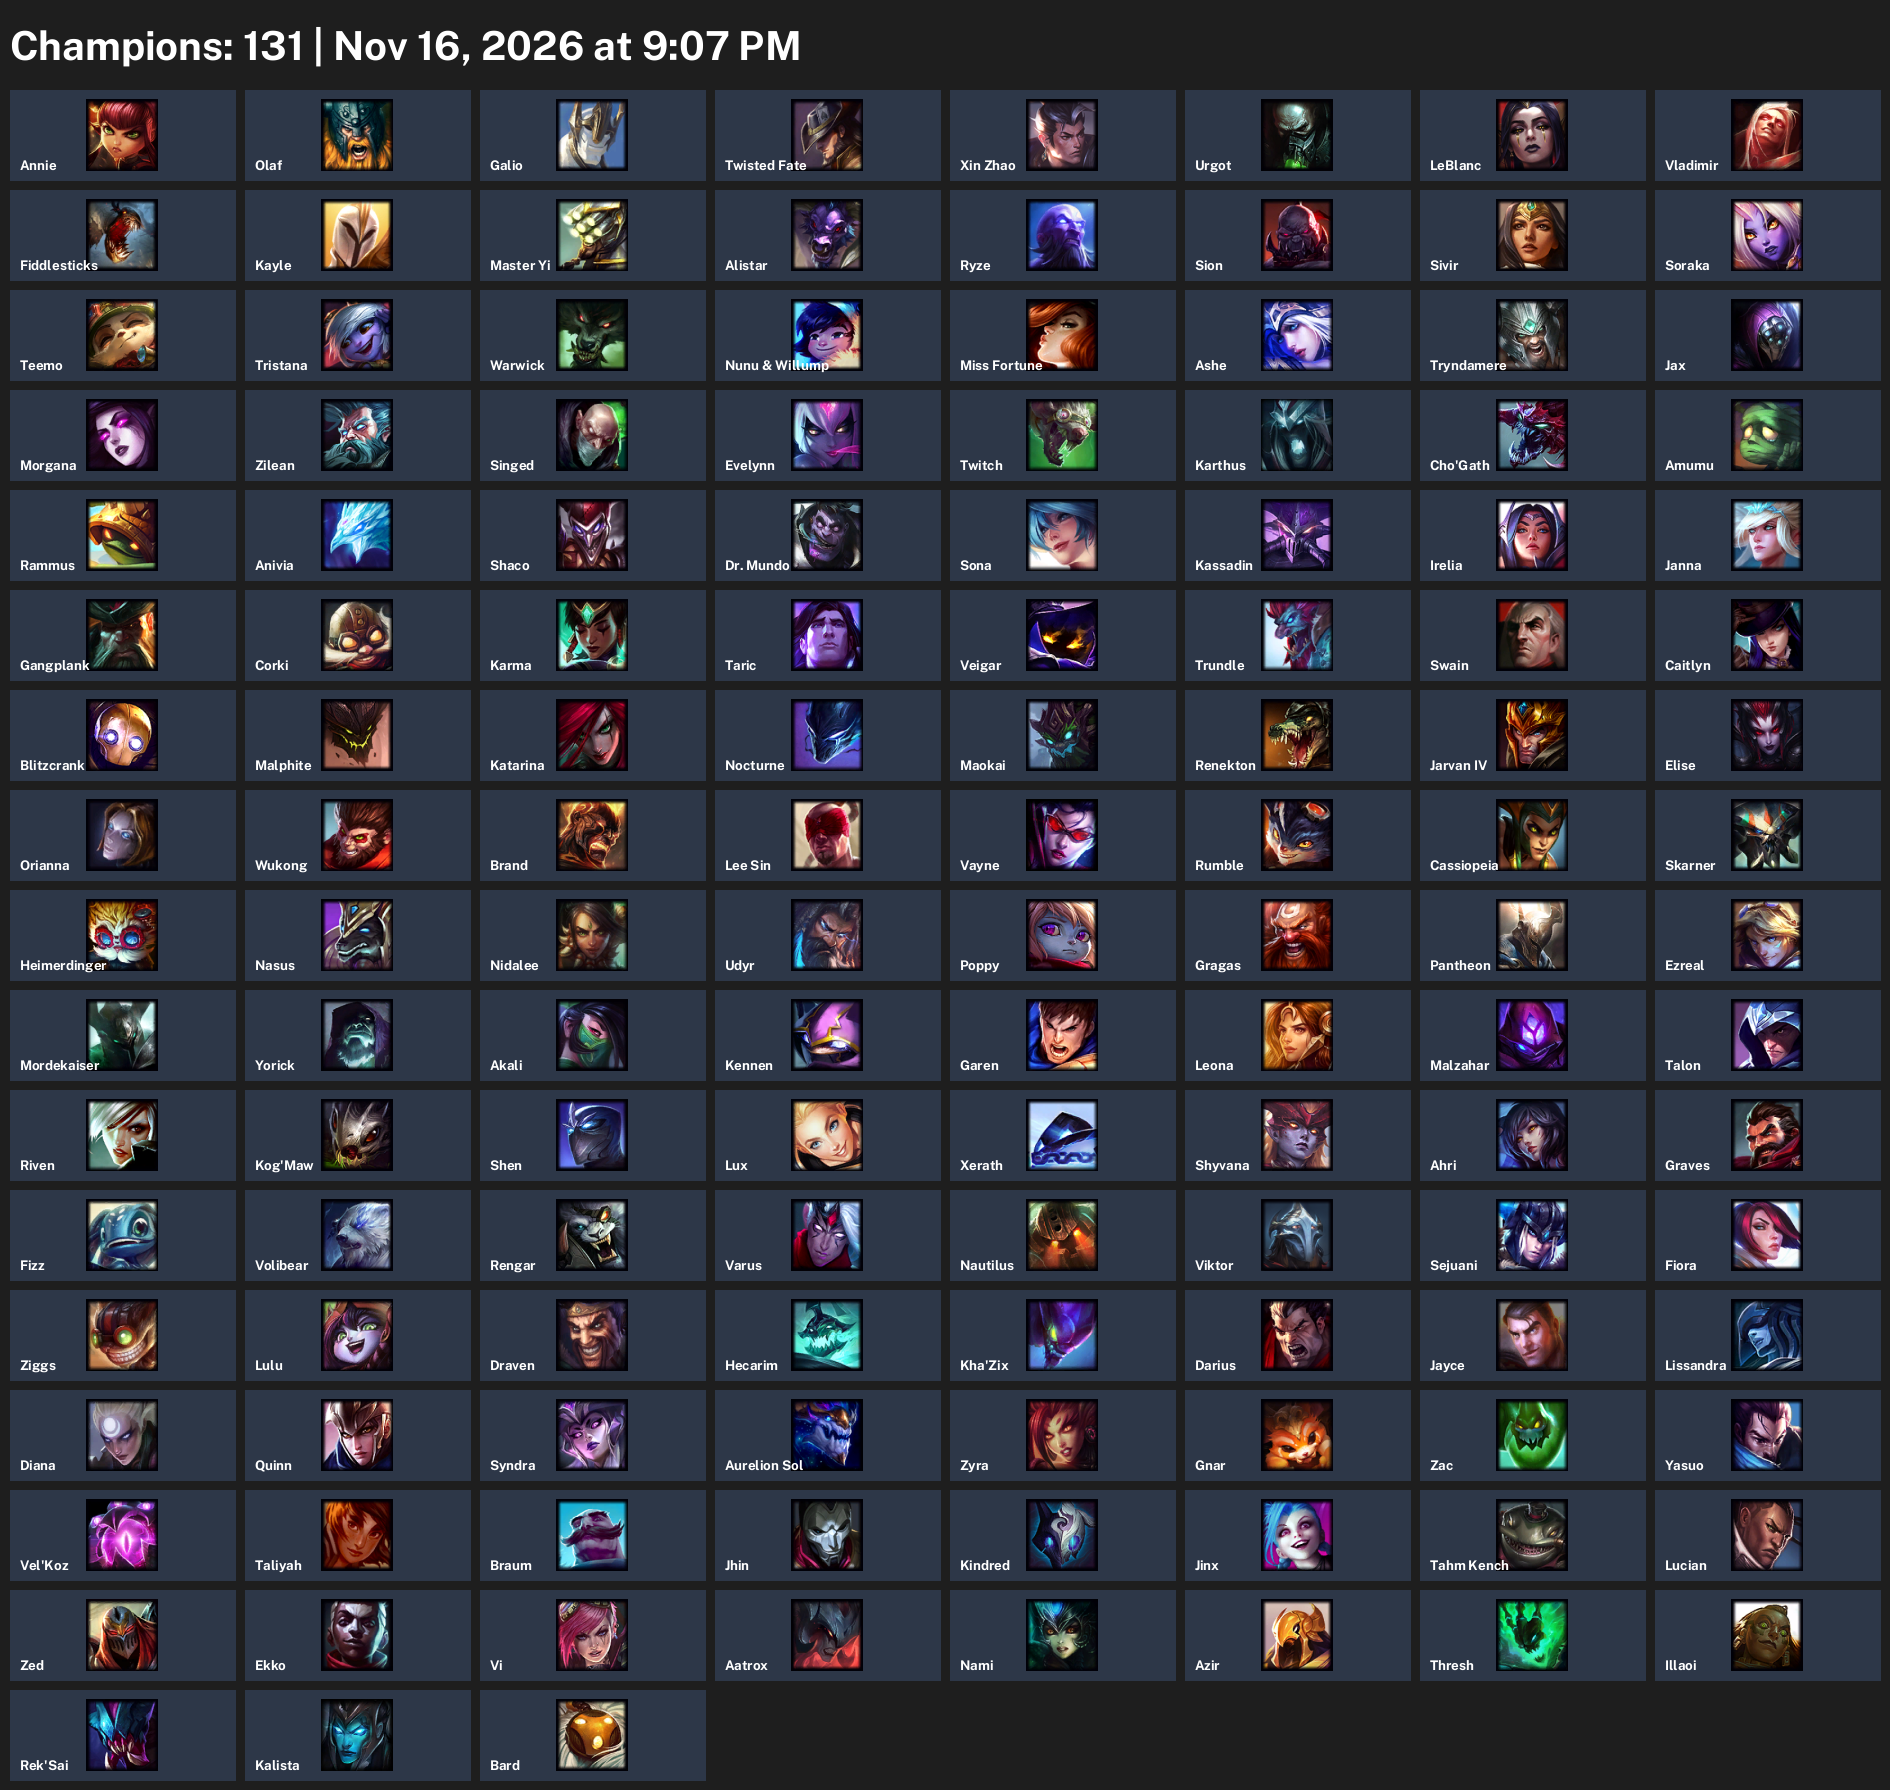 Champions: 131 | Nov 16, 2026 at 9:07 PM
Annie
Olaf
Galio
Twisted Fate
Xin Zhao
Urgot
LeBlanc
Vladimir
Fiddlesticks
Kayle
Master Yi
Alistar
Ryze
Sion
Sivir
Soraka
Teemo
Tristana
Warwick
Nunu & Willump
Miss Fortune
Ashe
Tryndamere
Jax
Morgana
Zilean
Singed
Evelynn
Twitch
Karthus
Cho'Gath
Amumu
Rammus
Anivia
Shaco
Dr. Mundo
Sona
Kassadin
Irelia
Janna
Gangplank
Corki
Karma
Taric
Veigar
Trundle
Swain
Caitlyn
Blitzcrank
Malphite
Katarina
Nocturne
Maokai
Renekton
Jarvan IV
Elise
Orianna
Wukong
Brand
Lee Sin
Vayne
Rumble
Cassiopeia
Skarner
Heimerdinger
Nasus
Nidalee
Udyr
Poppy
Gragas
Pantheon
Ezreal
Mordekaiser
Yorick
Akali
Kennen
Garen
Leona
Malzahar
Talon
Riven
Kog'Maw
Shen
Lux
Xerath
Shyvana
Ahri
Graves
Fizz
Volibear
Rengar
Varus
Nautilus
Viktor
Sejuani
Fiora
Ziggs
Lulu
Draven
Hecarim
Kha'Zix
Darius
Jayce
Lissandra
Diana
Quinn
Syndra
Aurelion Sol
Zyra
Gnar
Zac
Yasuo
Vel'Koz
Taliyah
Braum
Jhin
Kindred
Jinx
Tahm Kench
Lucian
Zed
Ekko
Vi
Aatrox
Nami
Azir
Thresh
Illaoi
Rek'Sai
Kalista
Bard